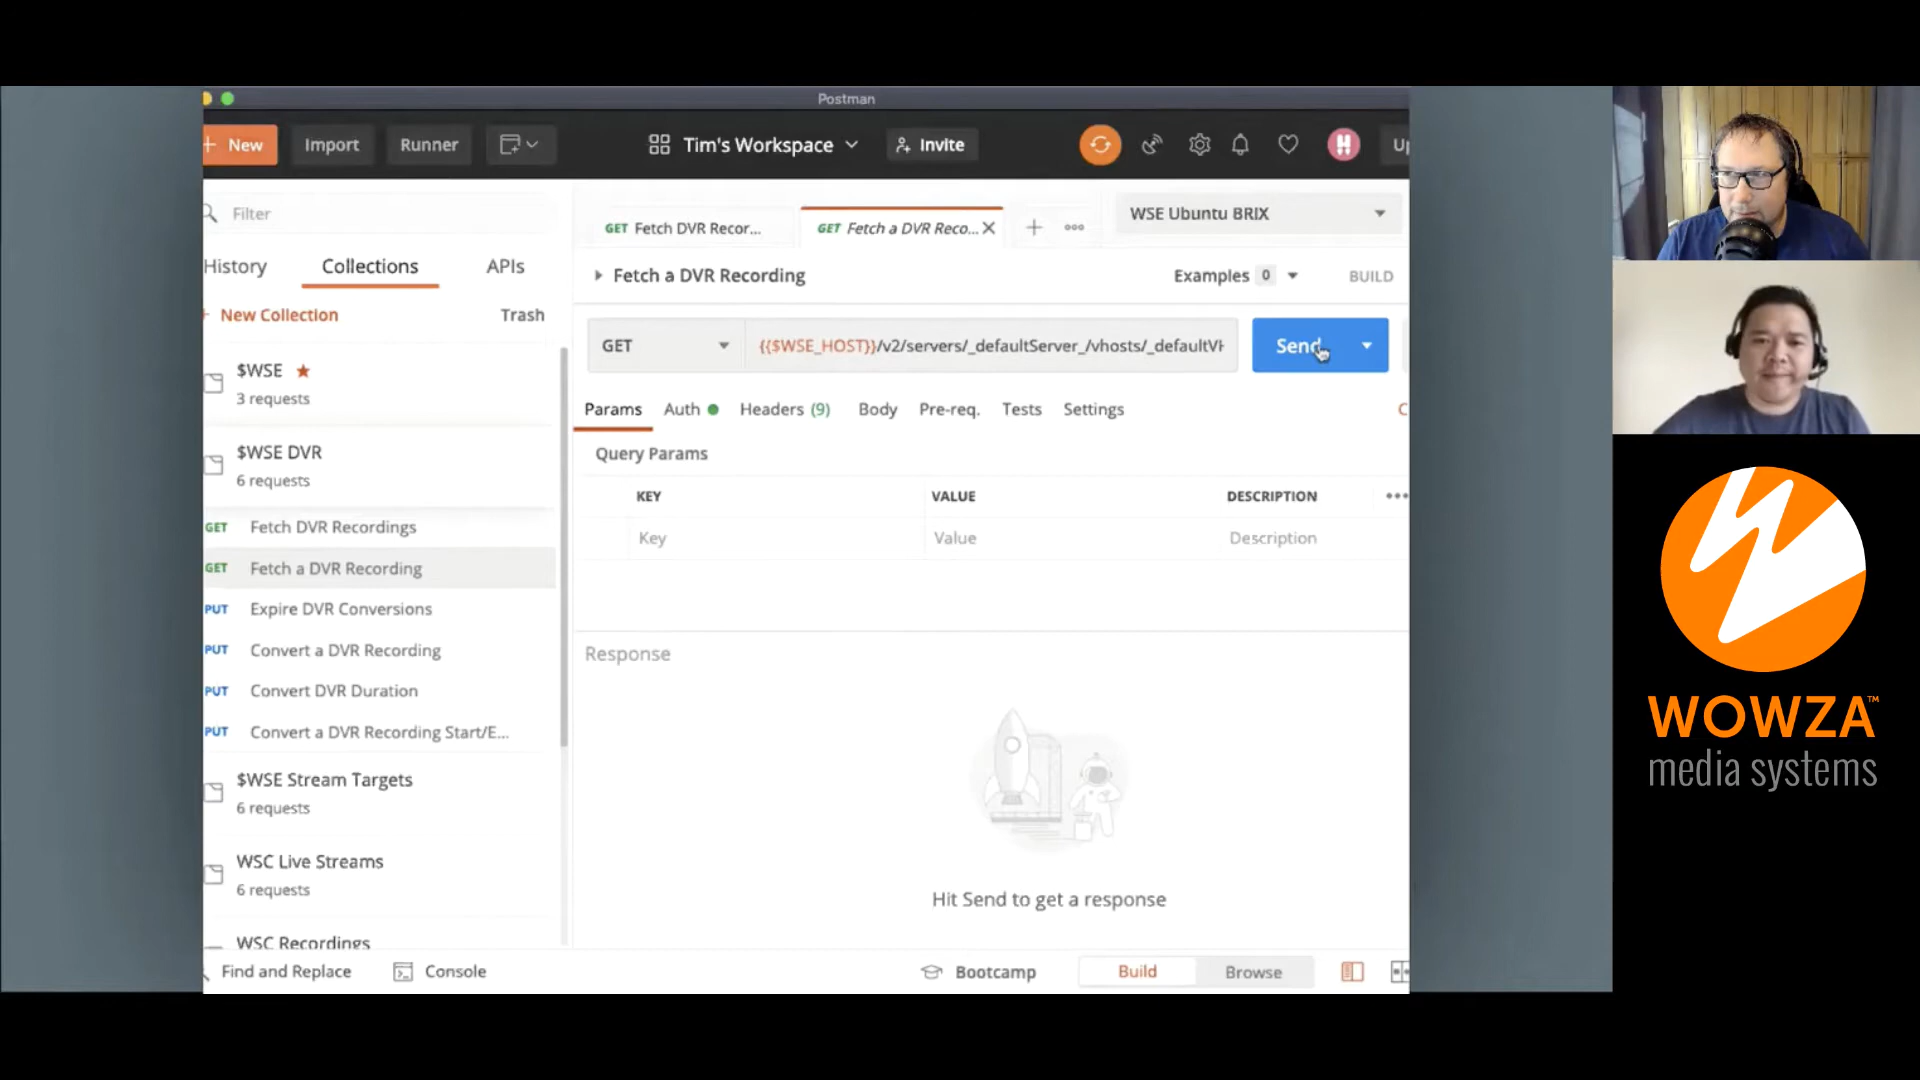 Postman
New
Import
Runner
Tim's Workspace
Invite
Filter
GET Fetch DVR Recor...
GET Fetch a DVR Reco...
WSE Ubuntu BRIX
History
Collections
APIs
Fetch a DVR Recording
Examples 0
BUILD
New Collection
Trash
GET
{{$WSE_HOST}}/v2/servers/_defaultServer_/vhosts/_defaultVH
Send
$WSE
3 requests
Params
Auth
Headers (9)
Body
Pre-req.
Tests
Settings
$WSE DVR
6 requests
Query Params
KEY
VALUE
DESCRIPTION
Key
Value
Description
GET Fetch DVR Recordings
GET Fetch a DVR Recording
PUT Expire DVR Conversions
PUT Convert a DVR Recording
PUT Convert DVR Duration
PUT Convert a DVR Recording Start/E...
Response
$WSE Stream Targets
6 requests
WSC Live Streams
6 requests
Hit Send to get a response
WSC Recordings
Find and Replace
Console
Bootcamp
Build
Browse
WOWZA™
media systems